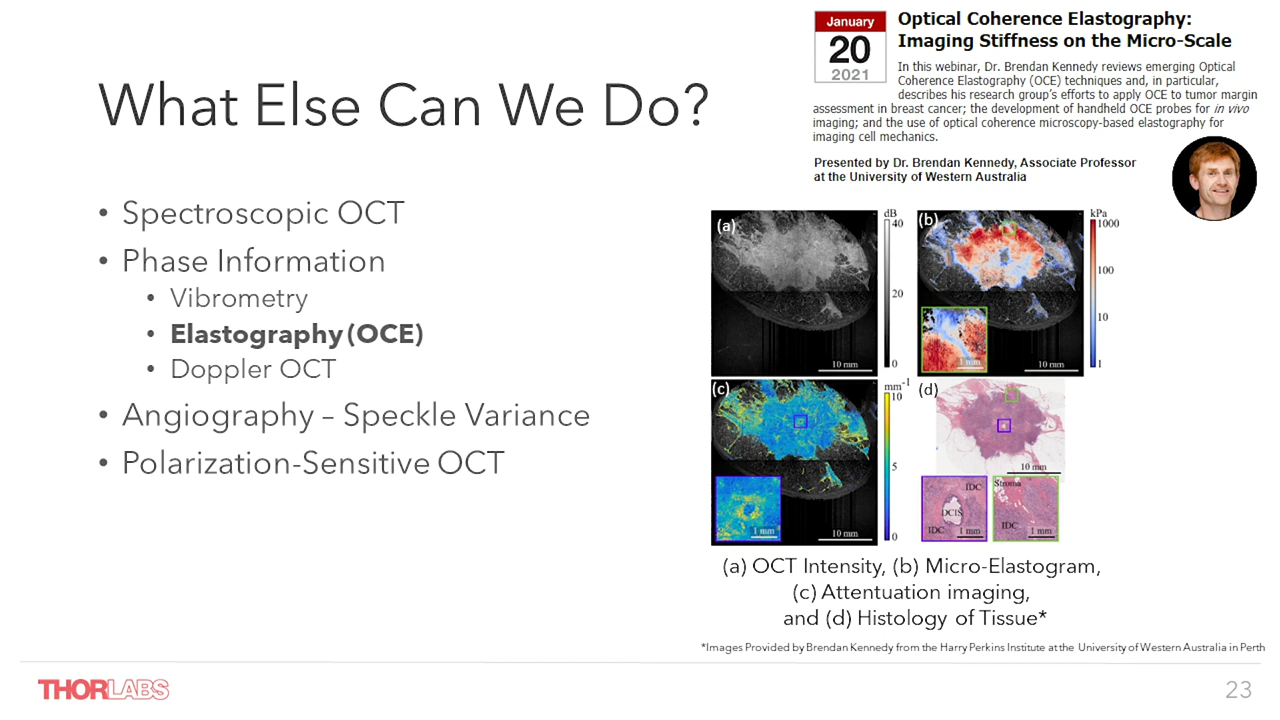 January
20
2021
Optical Coherence Elastography:
Imaging Stiffness on the Micro-Scale
In this webinar, Dr. Brendan Kennedy reviews emerging Optical
Coherence Elastography (OCE) techniques and, in particular,
describes his research group's efforts to apply OCE to tumor margin
assessment in breast cancer; the development of handheld OCE probes for in vivo
imaging; and the use of optical coherence microscopy-based elastography for
imaging cell mechanics.
Presented by Dr. Brendan Kennedy, Associate Professor
at the University of Western Australia
What Else Can We Do?
• Spectroscopic OCT
• Phase Information
• Vibrometry
• Elastography (OCE)
• Doppler OCT
• Angiography – Speckle Variance
• Polarization-Sensitive OCT
(a)
dB
40
20
0
10 mm
(b)
kPa
1000
100
10
1
1 mm
10 mm
(c)
mm-1
10
5
0
1 mm
10 mm
(d)
10 mm
IDC
DCIS
IDC
1 mm
Stroma
IDC
1 mm
(a) OCT Intensity, (b) Micro-Elastogram,
(c) Attentuation imaging,
and (d) Histology of Tissue*
*Images Provided by Brendan Kennedy from the Harry Perkins Institute at the University of Western Australia in Perth
THORLABS
23